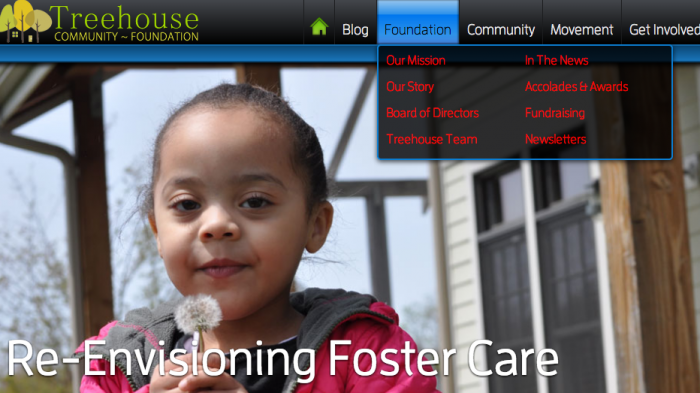 Treehouse
COMMUNITY ~ FOUNDATION
Blog Foundation Community Movement Get Involved
Our Mission In The News
Our Story Accolades & Awards
Board of Directors Fundraising
Treehouse Team Newsletters
Re-Envisioning Foster Care